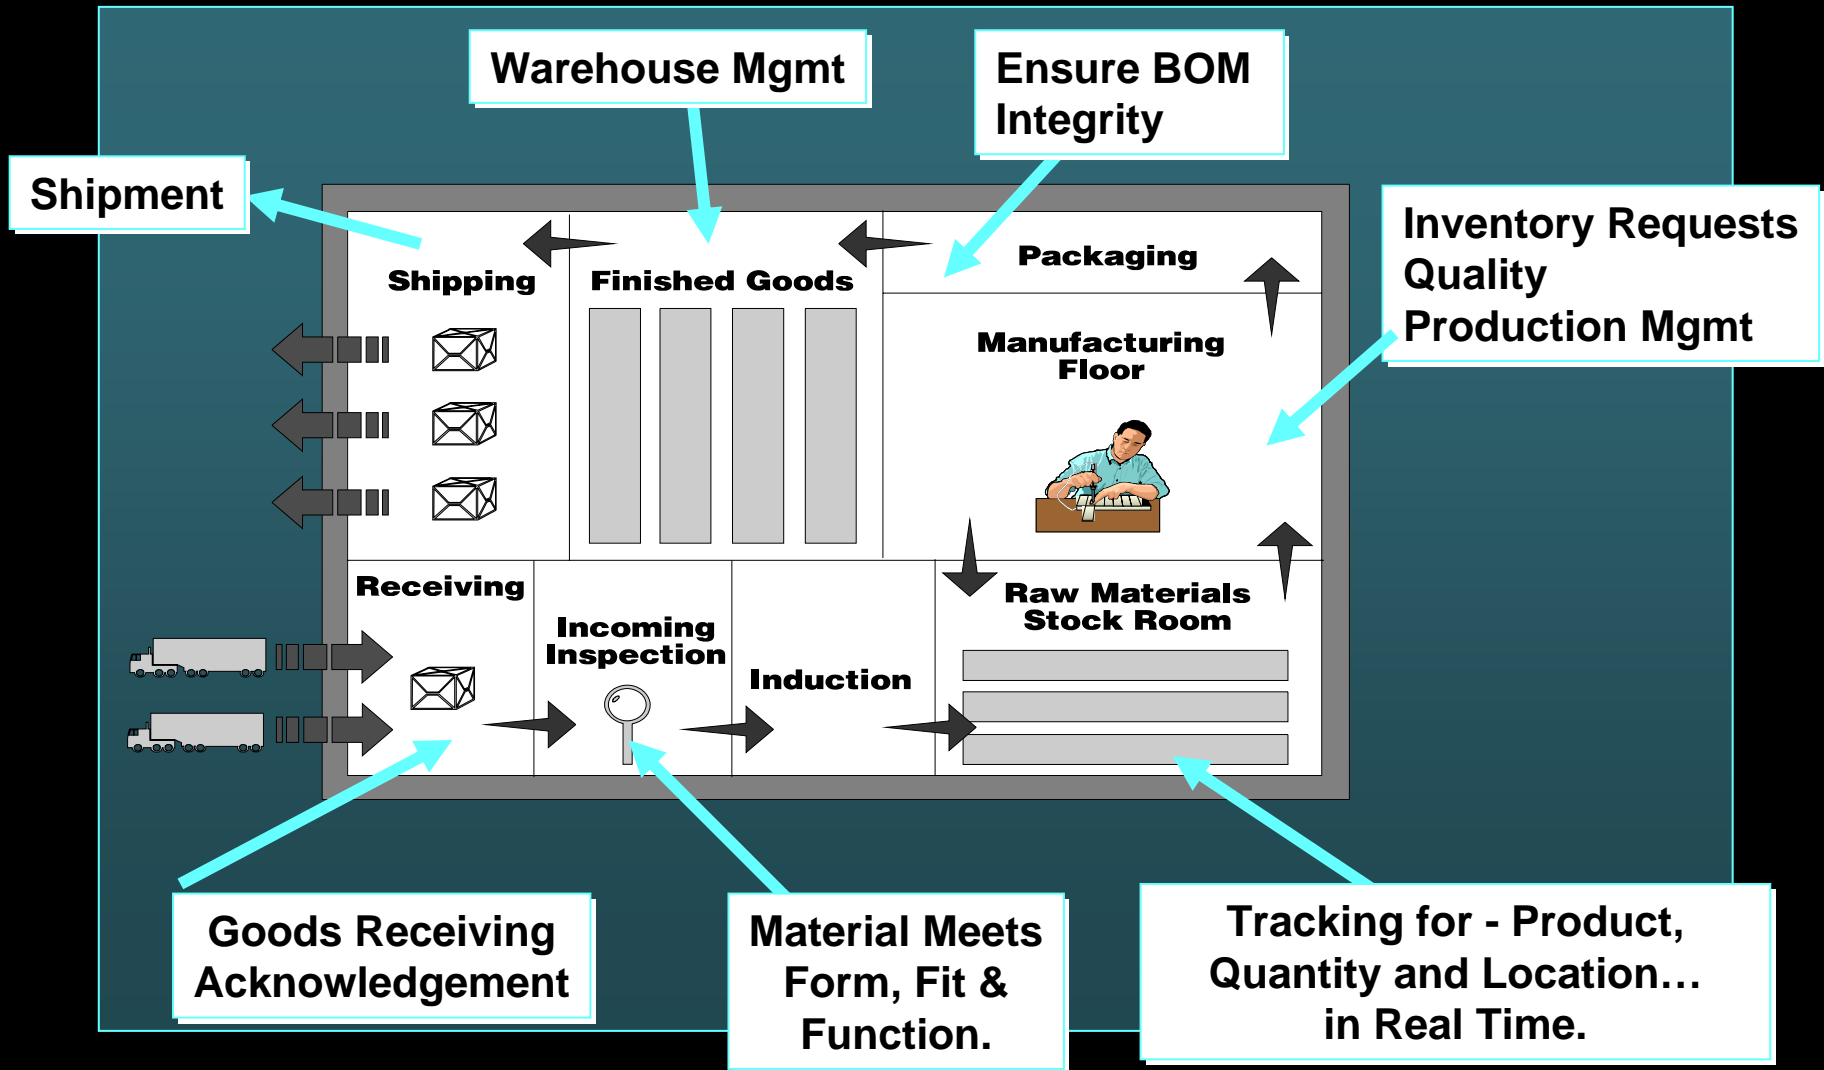 Warehouse Mgmt
Ensure BOM
Integrity
Shipment
Inventory Requests
Quality
Production Mgmt
Shipping
Finished Goods
Packaging
Manufacturing
Floor
Receiving
Incoming
Inspection
Induction
Raw Materials
Stock Room
Goods Receiving
Acknowledgement
Material Meets
Form, Fit &
Function.
Tracking for - Product,
Quantity and Location…
in Real Time.